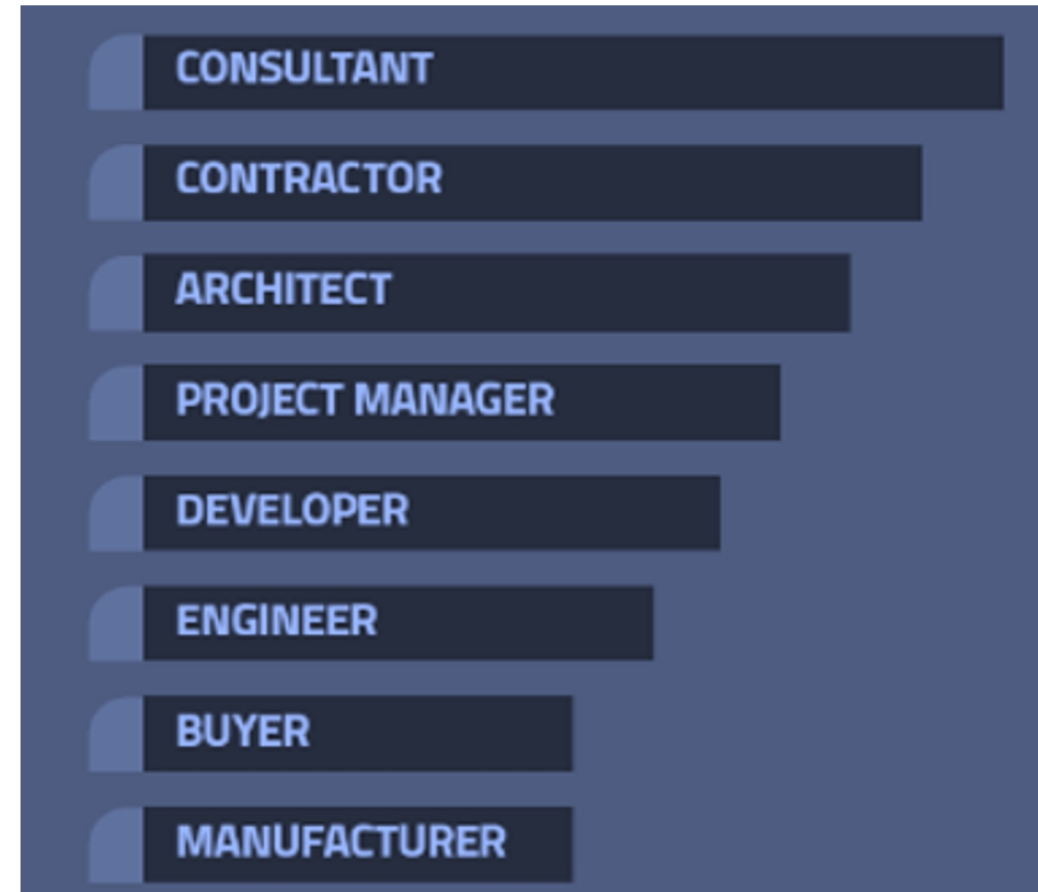 CONSULTANT
CONTRACTOR
ARCHITECT
PROJECT MANAGER
DEVELOPER
ENGINEER
BUYER
MANUFACTURER